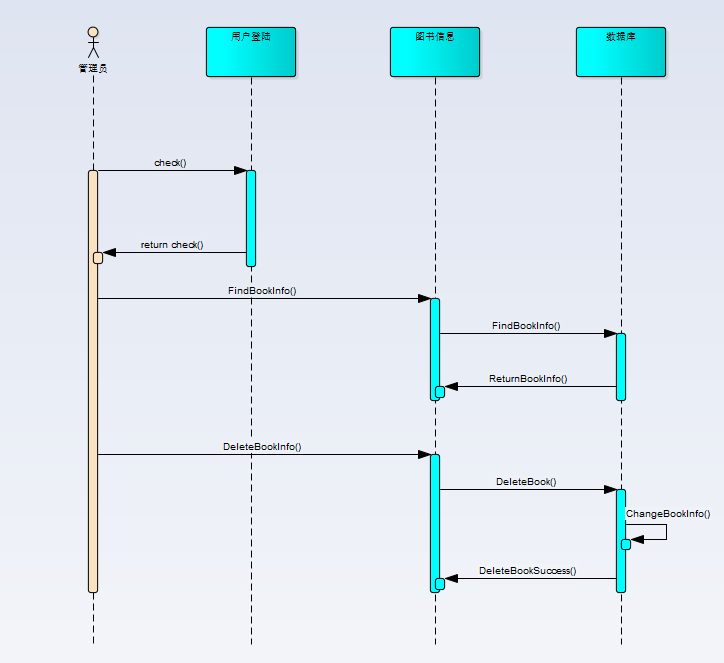 用户登陆
图书信息
数据库
管理员
check()
return check()
FindBookInfo()
FindBookInfo()
ReturnBookInfo()
DeleteBookInfo()
DeleteBook()
ChangeBookInfo()
DeleteBookSuccess()